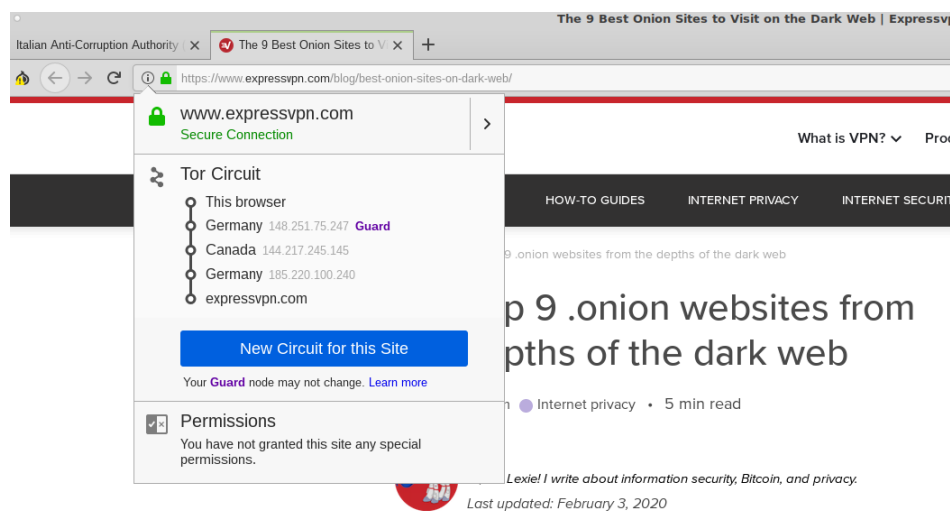 The 9 Best Onion Sites to Visit on the Dark Web | Expressv
Italian Anti-Corruption Authority
The 9 Best Onion Sites to Vi
https://www.expressvpn.com/blog/best-onion-sites-on-dark-web/
www.expressvpn.com
Secure Connection
What is VPN?
Pro
Tor Circuit
This browser
Germany 148.251.75.247 Guard
Canada 144.217.245.145
Germany 185.220.100.240
expressvpn.com
New Circuit for this Site
Your Guard node may not change. Learn more
Permissions
You have not granted this site any special
permissions.
HOW-TO GUIDES
INTERNET PRIVACY
INTERNET SECURIT
9 .onion websites from the depths of the dark web
p 9 .onion websites from
pths of the dark web
Internet privacy • 5 min read
Lexie! I write about information security, Bitcoin, and privacy.
Last updated: February 3, 2020